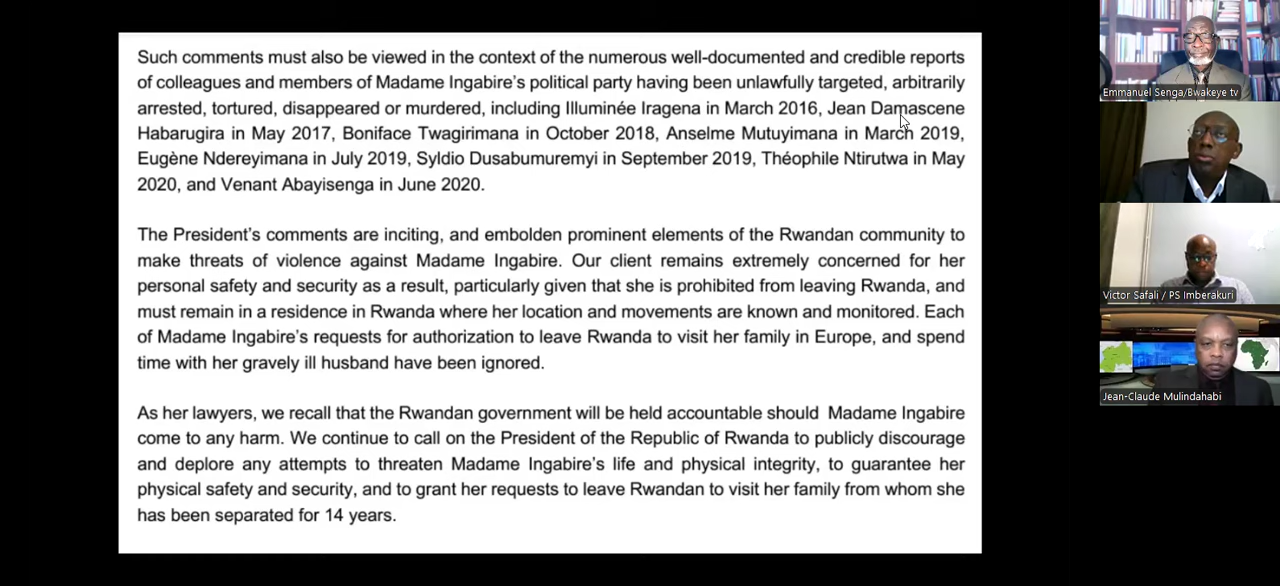 Such comments must also be viewed in the context of the numerous well-documented and credible reports
of colleagues and members of Madame Ingabire's political party having been unlawfully targeted, arbitrarily
arrested, tortured, disappeared or murdered, including Illuminée Iragena in March 2016, Jean Damascene
Habarugira in May 2017, Boniface Twagirimana in October 2018, Anselme Mutuyimana in March 2019,
Eugène Ndereyimana in July 2019, Syldio Dusabumuremyi in September 2019, Théophile Ntirutwa in May
2020, and Venant Abayisenga in June 2020.
The President's comments are inciting, and embolden prominent elements of the Rwandan community to
make threats of violence against Madame Ingabire. Our client remains extremely concerned for her
personal safety and security as a result, particularly given that she is prohibited from leaving Rwanda, and
must remain in a residence in Rwanda where her location and movements are known and monitored. Each
of Madame Ingabire's requests for authorization to leave Rwanda to visit her family in Europe, and spend
time with her gravely ill husband have been ignored.
As her lawyers, we recall that the Rwandan government will be held accountable should Madame Ingabire
come to any harm. We continue to call on the President of the Republic of Rwanda to publicly discourage
and deplore any attempts to threaten Madame Ingabire's life and physical integrity, to guarantee her
physical safety and security, and to grant her requests to leave Rwandan to visit her family from whom she
has been separated for 14 years.
Emmanuel Senga/Bwakeye tv
Victor Safali / PS Imberakuri
Jean-Claude Mulindahabi